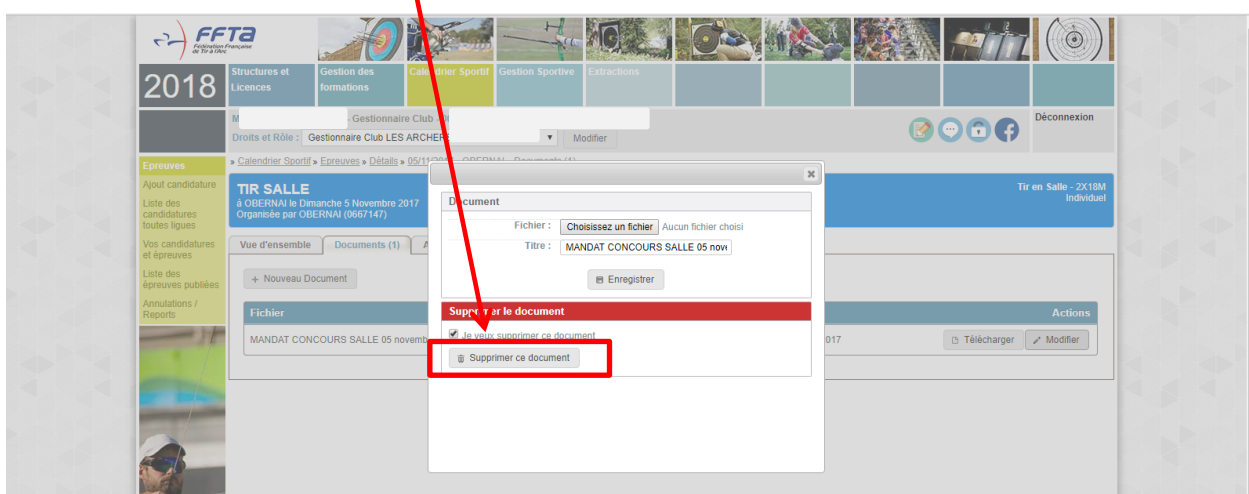 FFTa
Fédération Française
de Tir à l'Arc
2018
Structures et Licences
Gestion des formations
Calendrier Sportif
Gestion Sportive
Extractions
M - Gestionnaire Club -
Déconnexion
Droits et Rôle : Gestionnaire Club LES ARCHERS Modifier
» Calendrier Sportif » Epreuves » Détails » 05/11/2017 - OBERNAI - Documents (1)
Epreuves
Ajout candidature
Liste des
candidatures
toutes ligues
Vos candidatures
et épreuves
Liste des
épreuves publiées
Annulations /
Reports
TIR SALLE
à OBERNAI le Dimanche 5 Novembre 2017
Organisée par OBERNAI (0667147)
Tir en Salle - 2X18M
Individuel
Vue d'ensemble
Documents (1)
A
+ Nouveau Document
Fichier
Actions
MANDAT CONCOURS SALLE 05 novemb
017
Télécharger
Modifier
Document
Fichier : Choisissez un fichier Aucun fichier choisi
Titre : MANDAT CONCOURS SALLE 05 nove
Enregistrer
Supprimer le document
Je veux supprimer ce document
Supprimer ce document